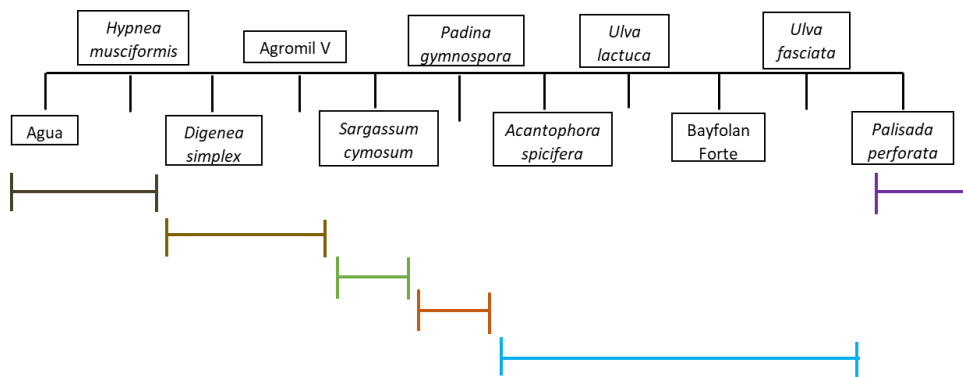 Hypnea
musciformis
Agromil V
Padina
gymnospora
Ulva
lactuca
Ulva
fasciata
Agua
Digenea
simplex
Sargassum
cymosum
Acantophora
spicifera
Bayfolan
Forte
Palisada
perforata